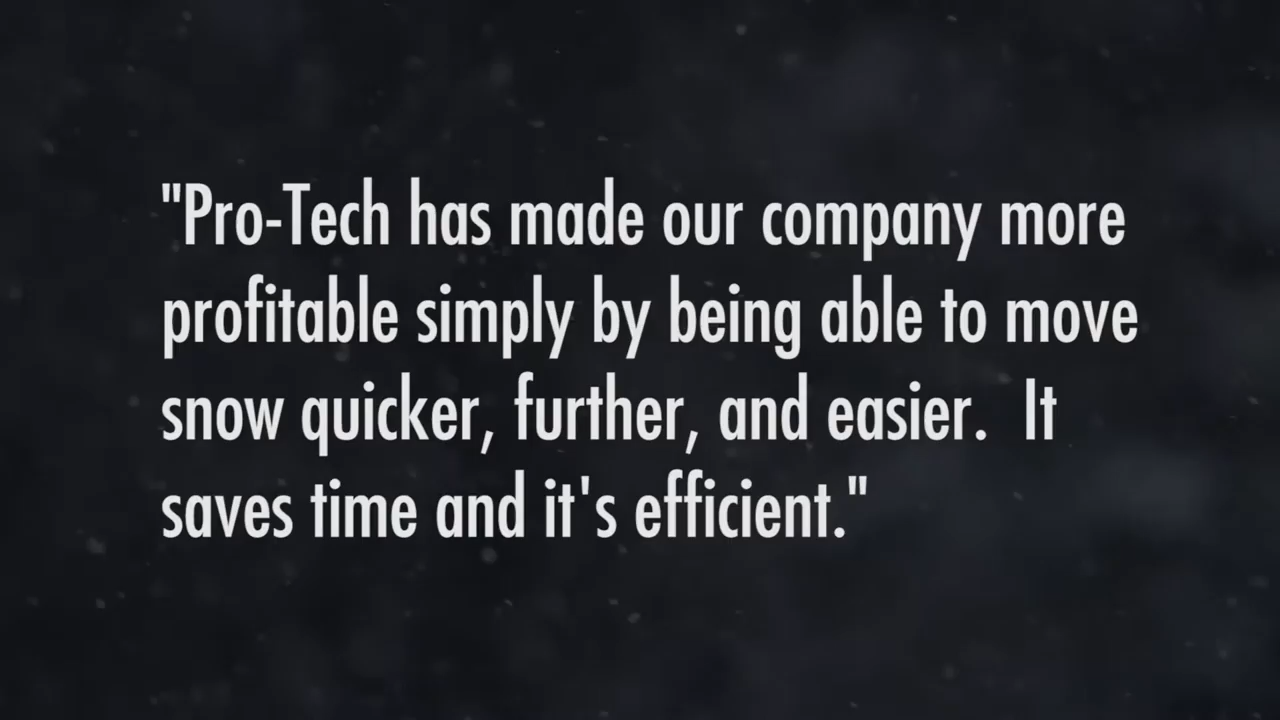 "Pro-Tech has made our company more
profitable simply by being able to move
snow quicker, further, and easier.  It
saves time and it's efficient."